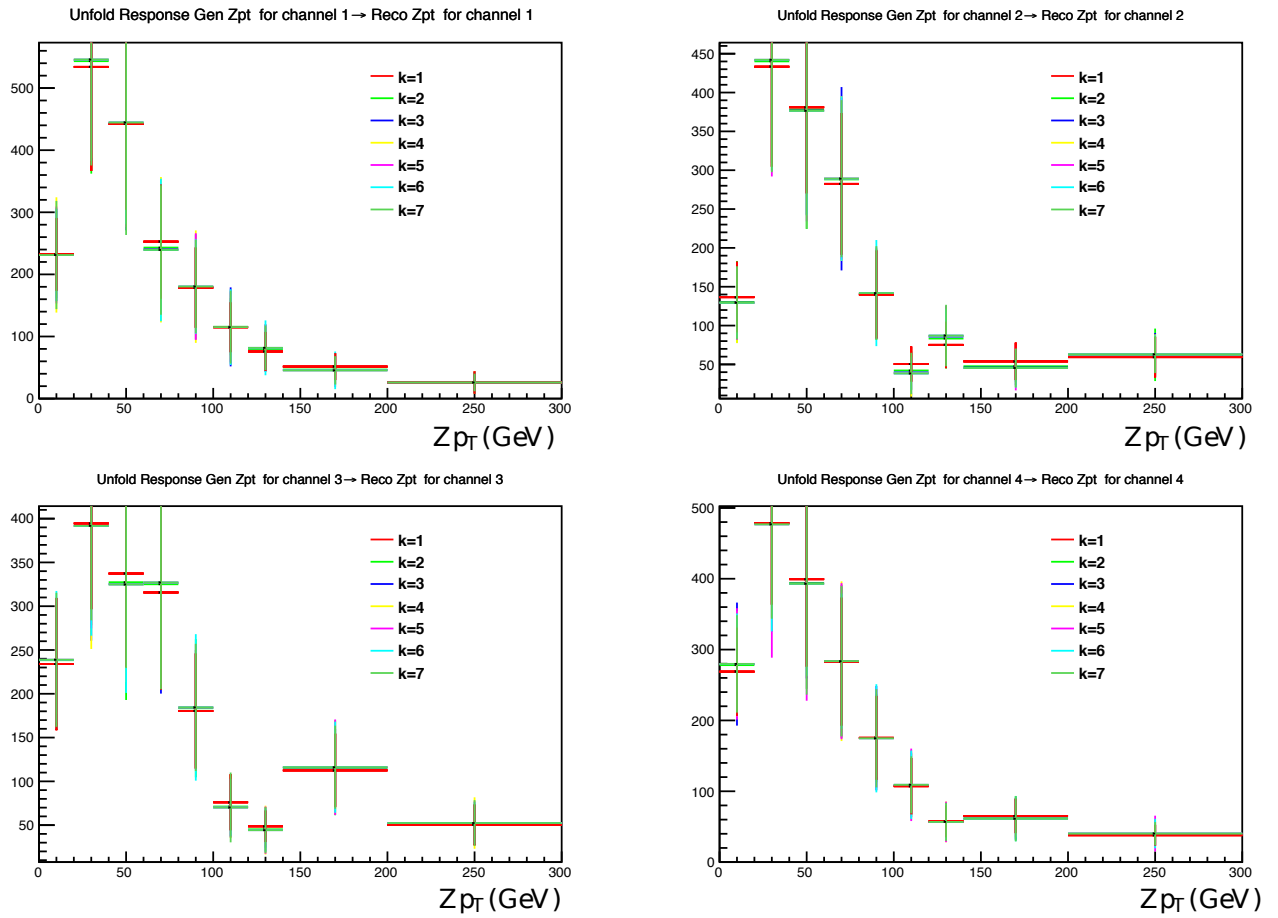 Unfold Response Gen Zpt for channel 1→ Reco Zpt for channel 1
500
400
300
200
100
0
0 50 100 150 200 250 300
k=1
k=2
k=3
k=4
k=5
k=6
k=7
Zp_T (GeV)
Unfold Response Gen Zpt for channel 2→ Reco Zpt for channel 2
450
400
350
300
250
200
150
100
50
0 50 100 150 200 250 300
k=1
k=2
k=3
k=4
k=5
k=6
k=7
Zp_T (GeV)
Unfold Response Gen Zpt for channel 3→ Reco Zpt for channel 3
400
350
300
250
200
150
100
50
0 50 100 150 200 250 300
k=1
k=2
k=3
k=4
k=5
k=6
k=7
Zp_T (GeV)
Unfold Response Gen Zpt for channel 4→ Reco Zpt for channel 4
500
400
300
200
100
0
0 50 100 150 200 250 300
k=1
k=2
k=3
k=4
k=5
k=6
k=7
Zp_T (GeV)